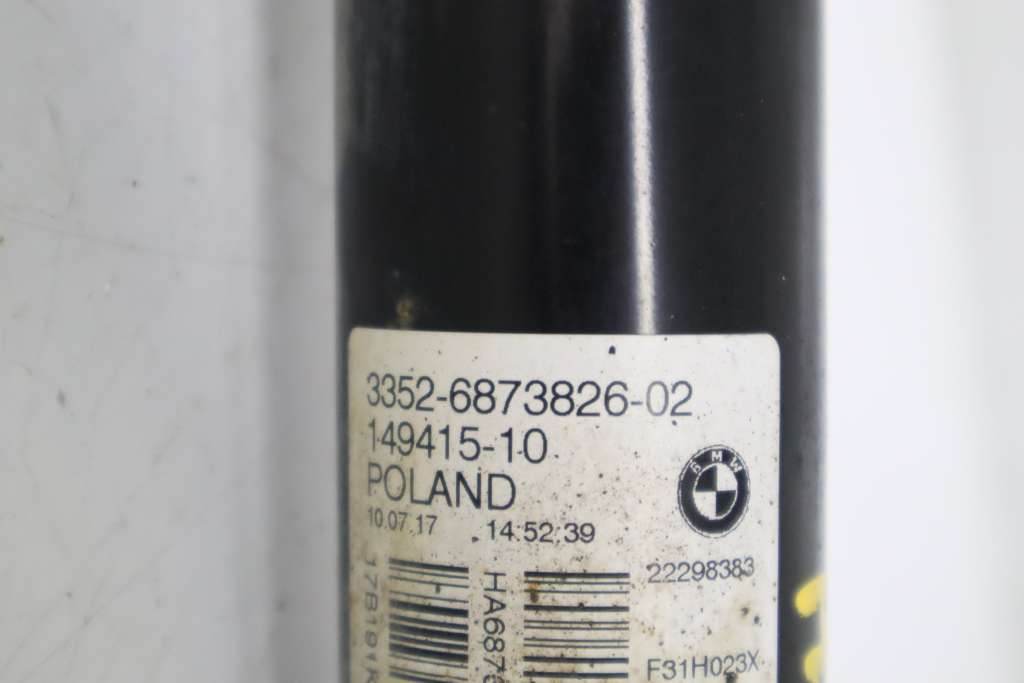 3352-6873826-02
149415-10
POLAND
BMW
10.07.17 14:52:39
22298383
F31H023X